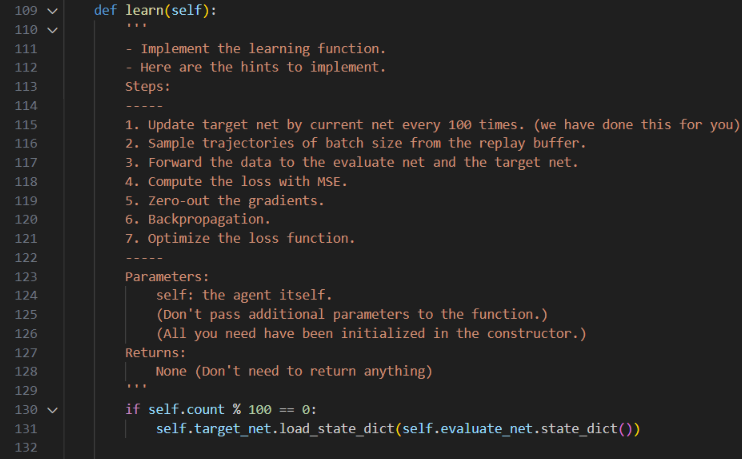 109 def learn(self):
110 '''
111 - Implement the learning function.
112 - Here are the hints to implement.
113 Steps:
114 -----
115 1. Update target net by current net every 100 times. (we have done this for you)
116 2. Sample trajectories of batch size from the replay buffer.
117 3. Forward the data to the evaluate net and the target net.
118 4. Compute the loss with MSE.
119 5. Zero-out the gradients.
120 6. Backpropagation.
121 7. Optimize the loss function.
122 -----
123 Parameters:
124 self: the agent itself.
125 (Don't pass additional parameters to the function.)
126 (All you need have been initialized in the constructor.)
127 Returns:
128 None (Don't need to return anything)
129 '''
130 if self.count % 100 == 0:
131 self.target_net.load_state_dict(self.evaluate_net.state_dict())
132